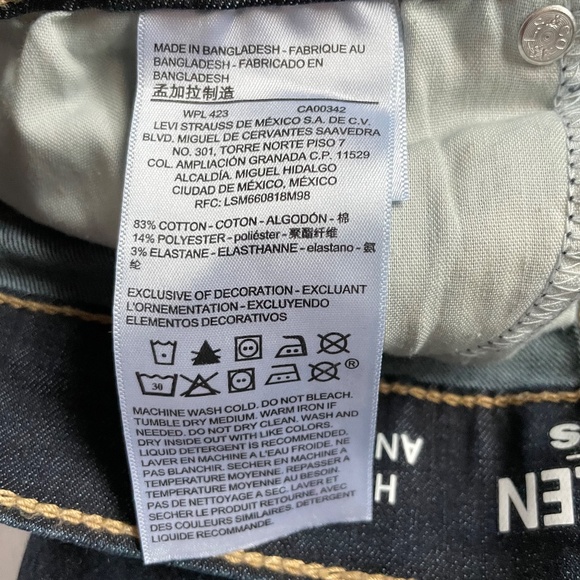 MADE IN BANGLADESH - FABRIQUE AU
BANGLADESH - FABRICADO EN
BANGLADESH
孟加拉制造
WPL 423 CA00342
LEVI STRAUSS DE MÉXICO S.A. DE C.V.
BLVD. MIGUEL DE CERVANTES SAAVEDRA
NO. 301, TORRE NORTE PISO 7
COL. AMPLIACIÓN GRANADA C.P. 11529
ALCALDÍA. MIGUEL HIDALGO
CIUDAD DE MÉXICO, MÉXICO
RFC: LSM660818M98
83% COTTON - COTON - ALGODÓN - 棉
14% POLYESTER - poliéster - 聚酯纤维
3% ELASTANE - ELASTHANNE - elastano - 氨
纶
EXCLUSIVE OF DECORATION - EXCLUANT
L'ORNEMENTATION - EXCLUYENDO
ELEMENTOS DECORATIVOS
30 ®
MACHINE WASH COLD. DO NOT BLEACH.
TUMBLE DRY MEDIUM. WARM IRON IF
NEEDED. DO NOT DRY CLEAN. WASH AND
DRY INSIDE OUT WITH LIKE COLORS.
LIQUID DETERGENT IS RECOMMENDED.
LAVER EN MACHINE A L'EAU FROIDE. NE
PAS BLANCHIR. SECHER EN MACHINE A
TEMPERATURE MOYENNE. REPASSER A
TEMPERATURE MOYENNE AU BESOIN.
PAS DE NETTOYAGE A SEC. LAVER ET
SECHER LE PRODUIT RETOURNE, AVEC
DES COULEURS SIMILAIRES. DETERGENT
LIQUIDE RECOMMANDE.
AN
H
S
EN